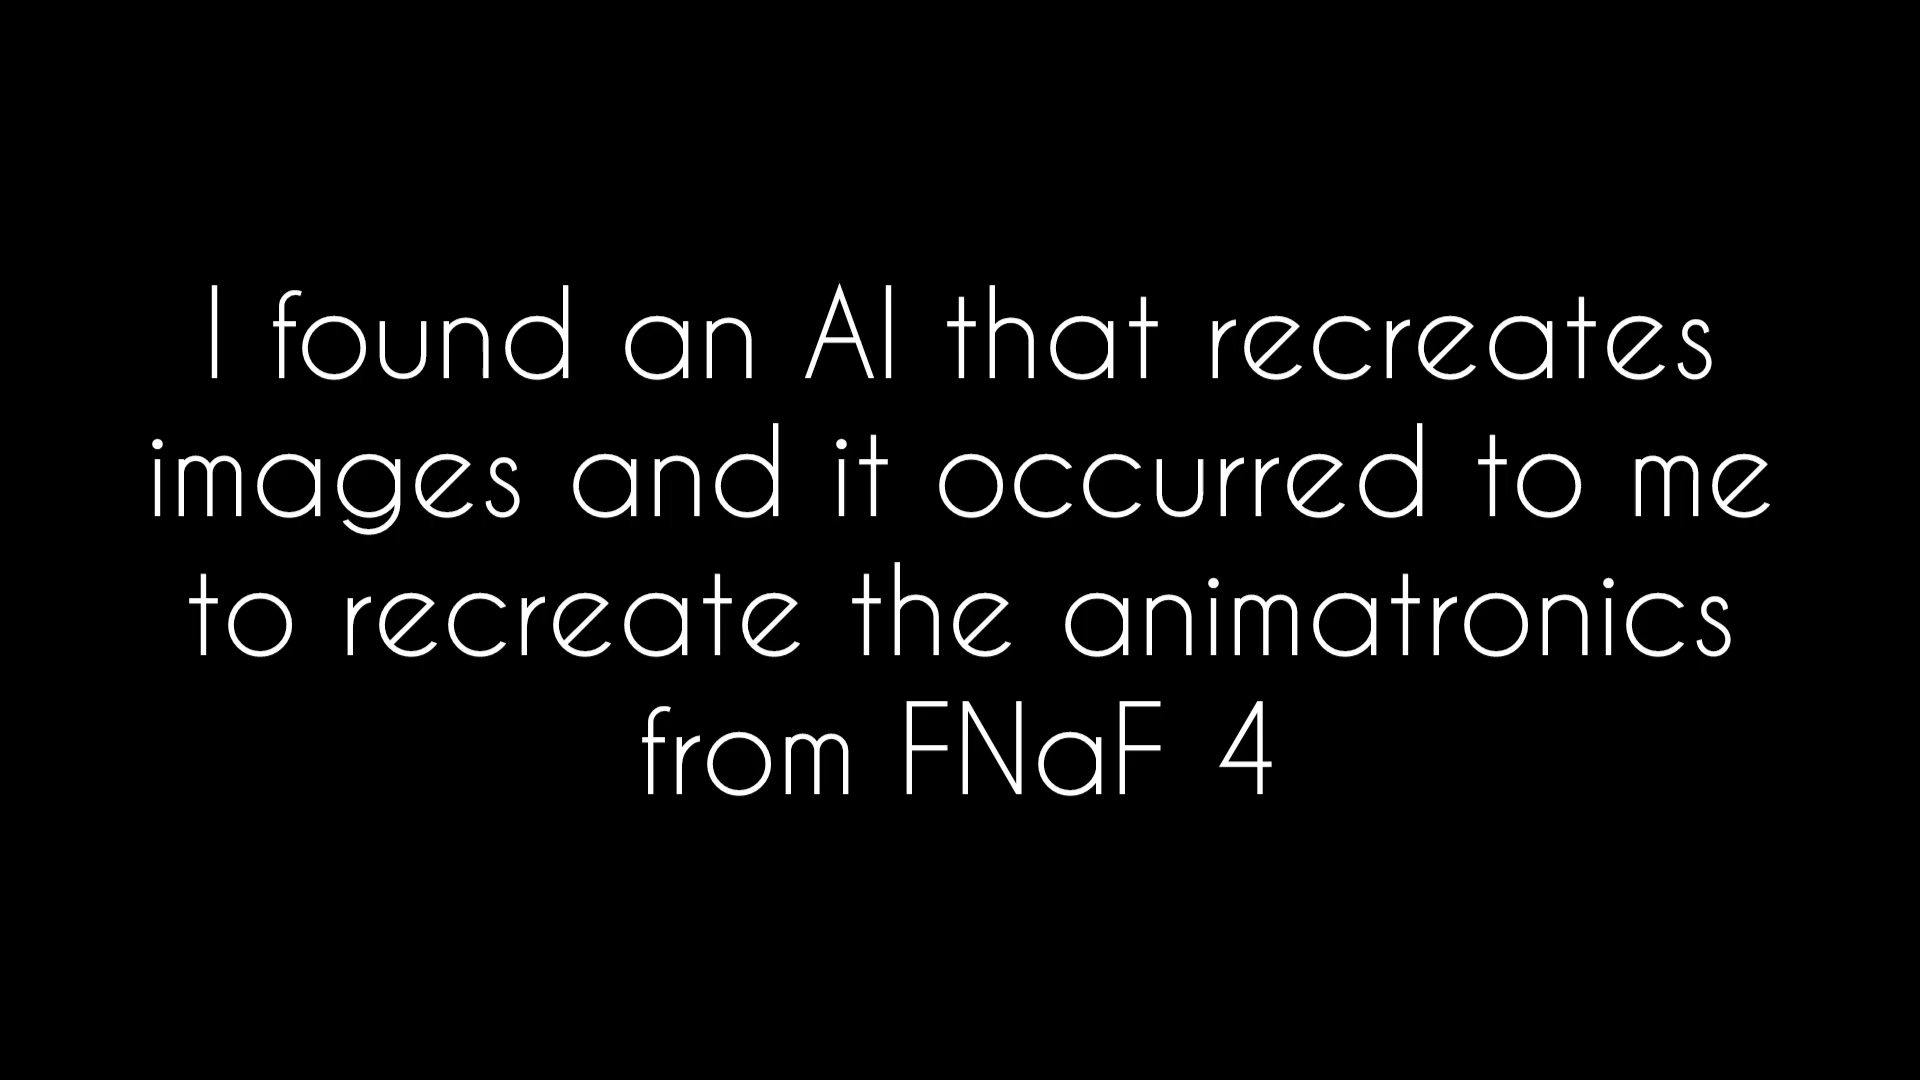 I found an AI that recreates
images and it occurred to me
to recreate the animatronics
from FNaF 4